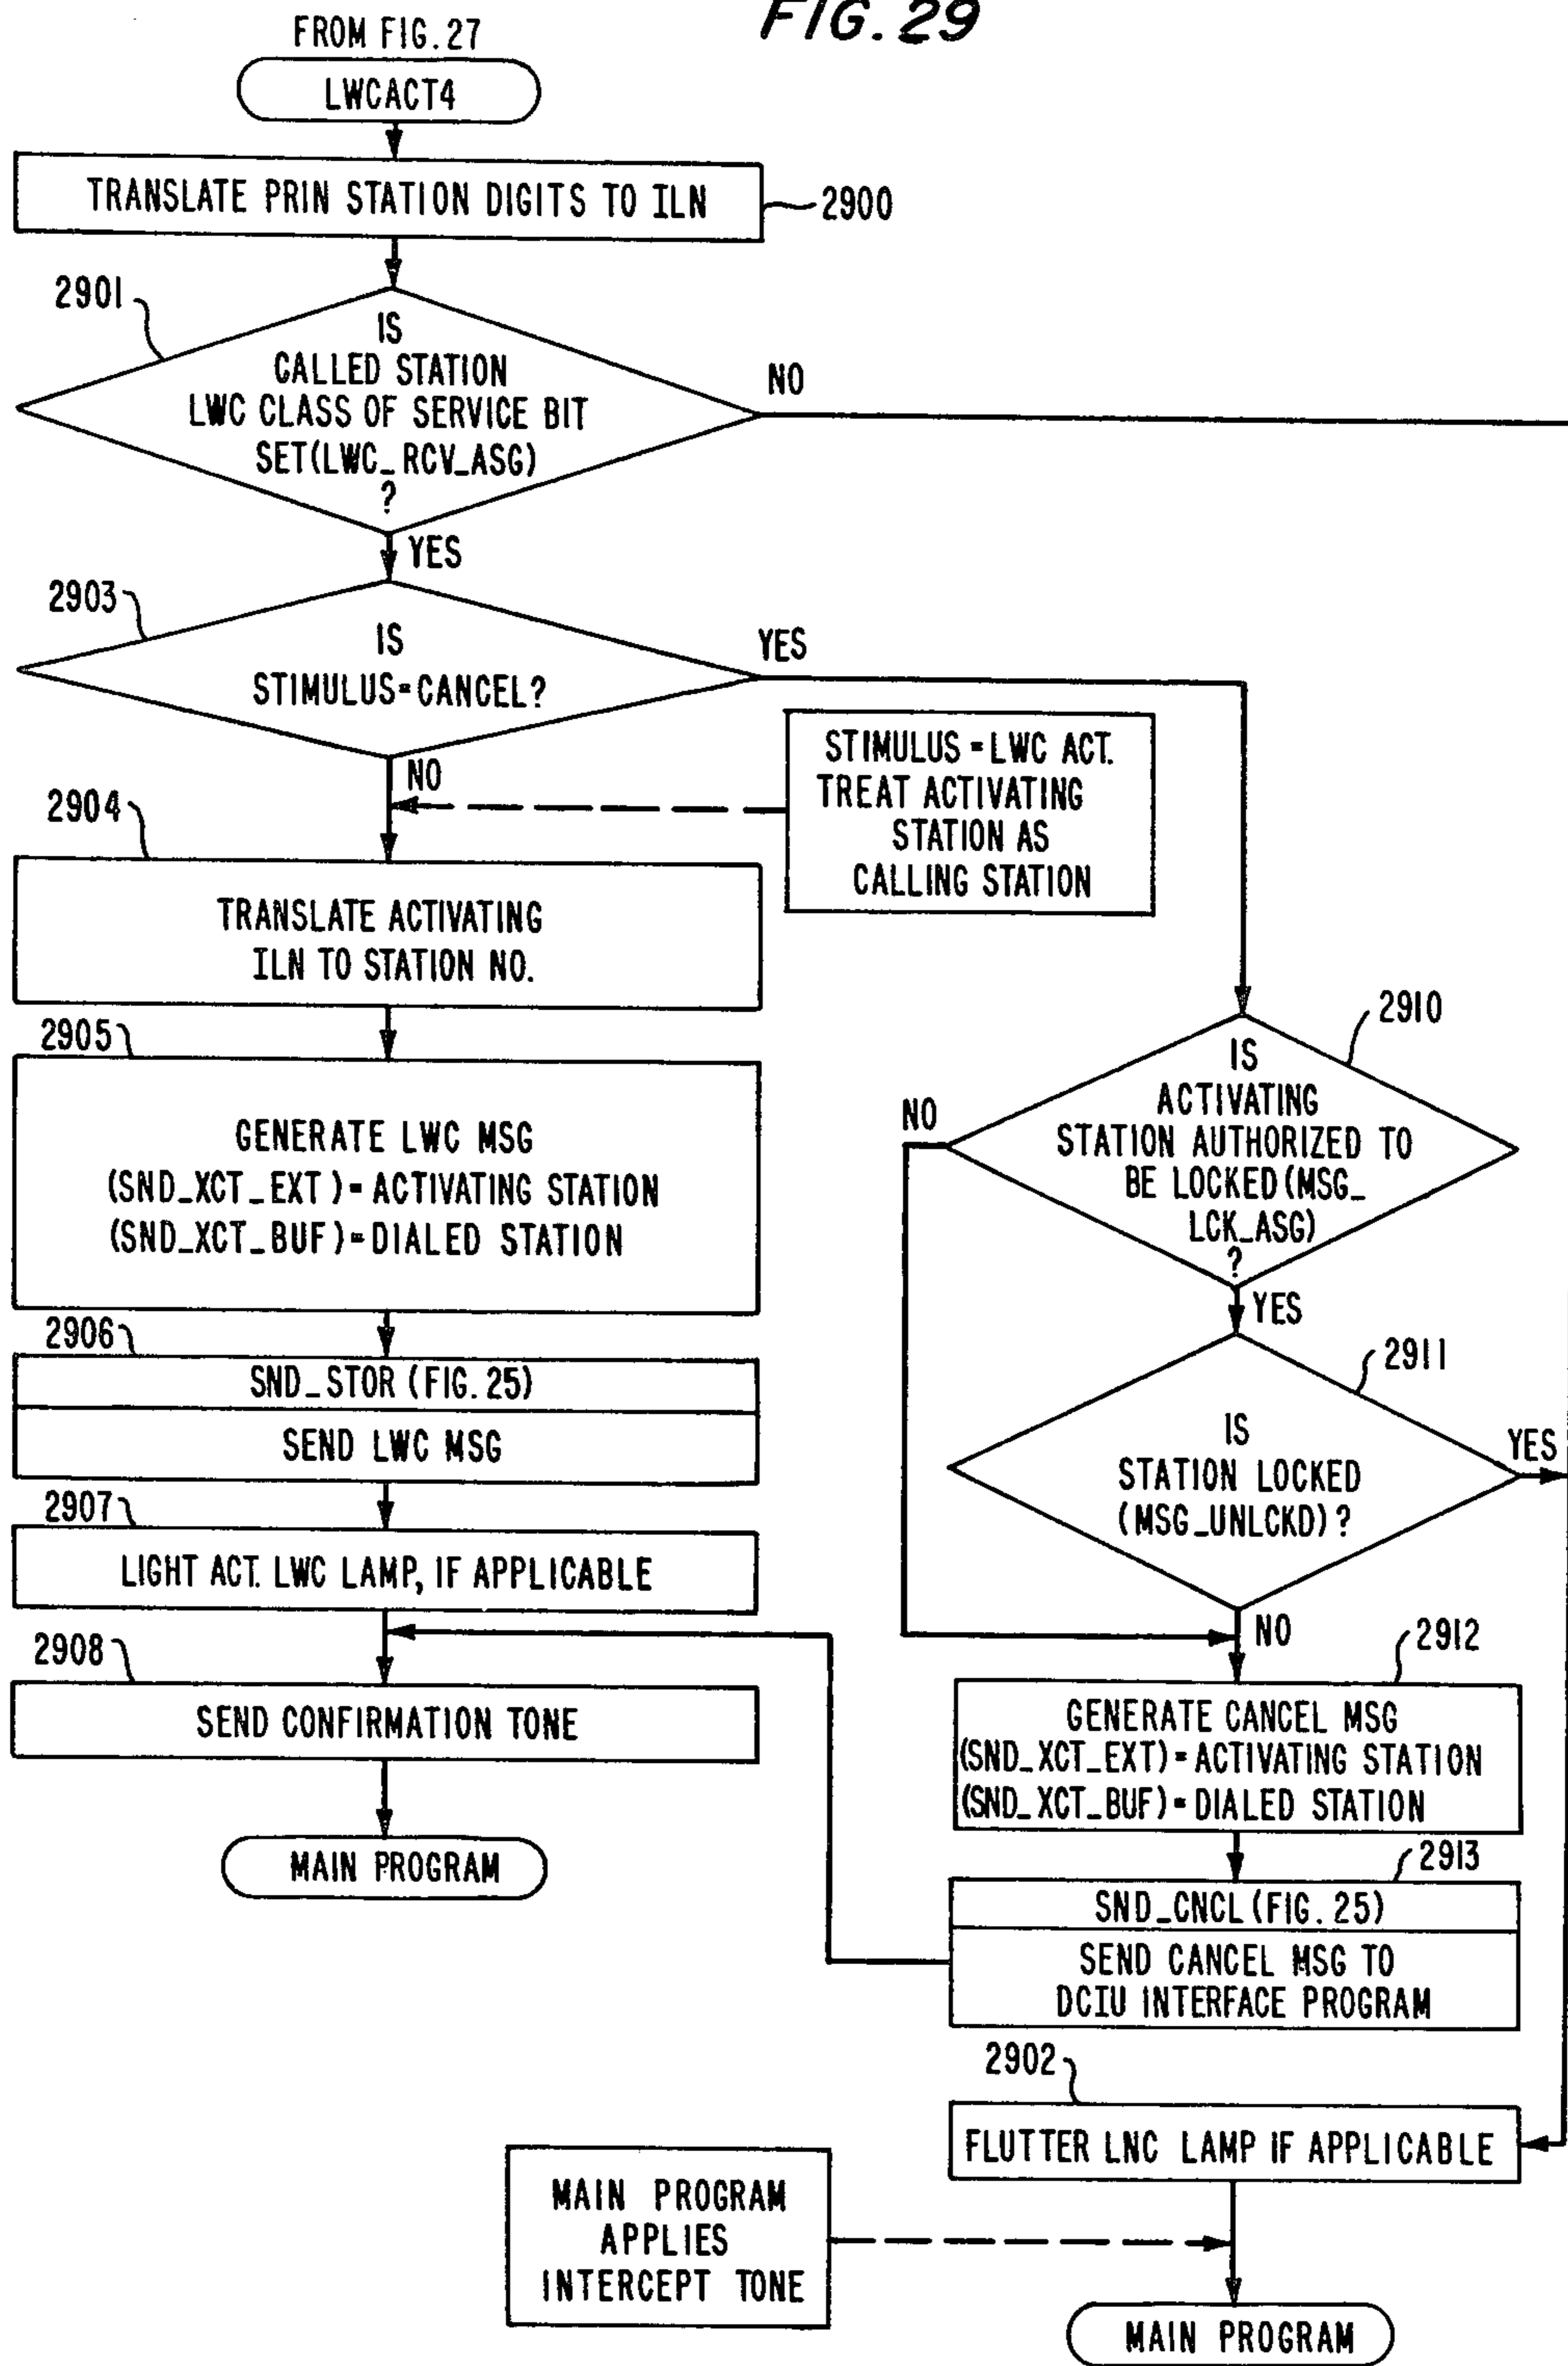 FIG. 29
FROM FIG. 27
LWCACT4
TRANSLATE PRIN STATION DIGITS TO ILN
2900
2901
IS
CALLED STATION
LWC CLASS OF SERVICE BIT
SET(LWC_RCV_ASG)
?
NO
YES
2903
IS
STIMULUS=CANCEL?
YES
NO
STIMULUS=LWC ACT.
TREAT ACTIVATING
STATION AS
CALLING STATION
2904
TRANSLATE ACTIVATING
ILN TO STATION NO.
2905
GENERATE LWC MSG
(SND_XCT_EXT)=ACTIVATING STATION
(SND_XCT_BUF)=DIALED STATION
2906
SND_STOR (FIG. 25)
SEND LWC MSG
2907
LIGHT ACT. LWC LAMP, IF APPLICABLE
2908
SEND CONFIRMATION TONE
MAIN PROGRAM
2910
IS
ACTIVATING
STATION AUTHORIZED TO
BE LOCKED(MSG_
LCK_ASG)
?
NO
YES
2911
IS
STATION LOCKED
(MSG_UNLCKD)?
YES
NO
2912
GENERATE CANCEL MSG
(SND_XCT_EXT)=ACTIVATING STATION
(SND_XCT_BUF)=DIALED STATION
2913
SND_CNCL(FIG. 25)
SEND CANCEL MSG TO
DCIU INTERFACE PROGRAM
2902
FLUTTER LNC LAMP IF APPLICABLE
MAIN PROGRAM
APPLIES
INTERCEPT TONE
MAIN PROGRAM